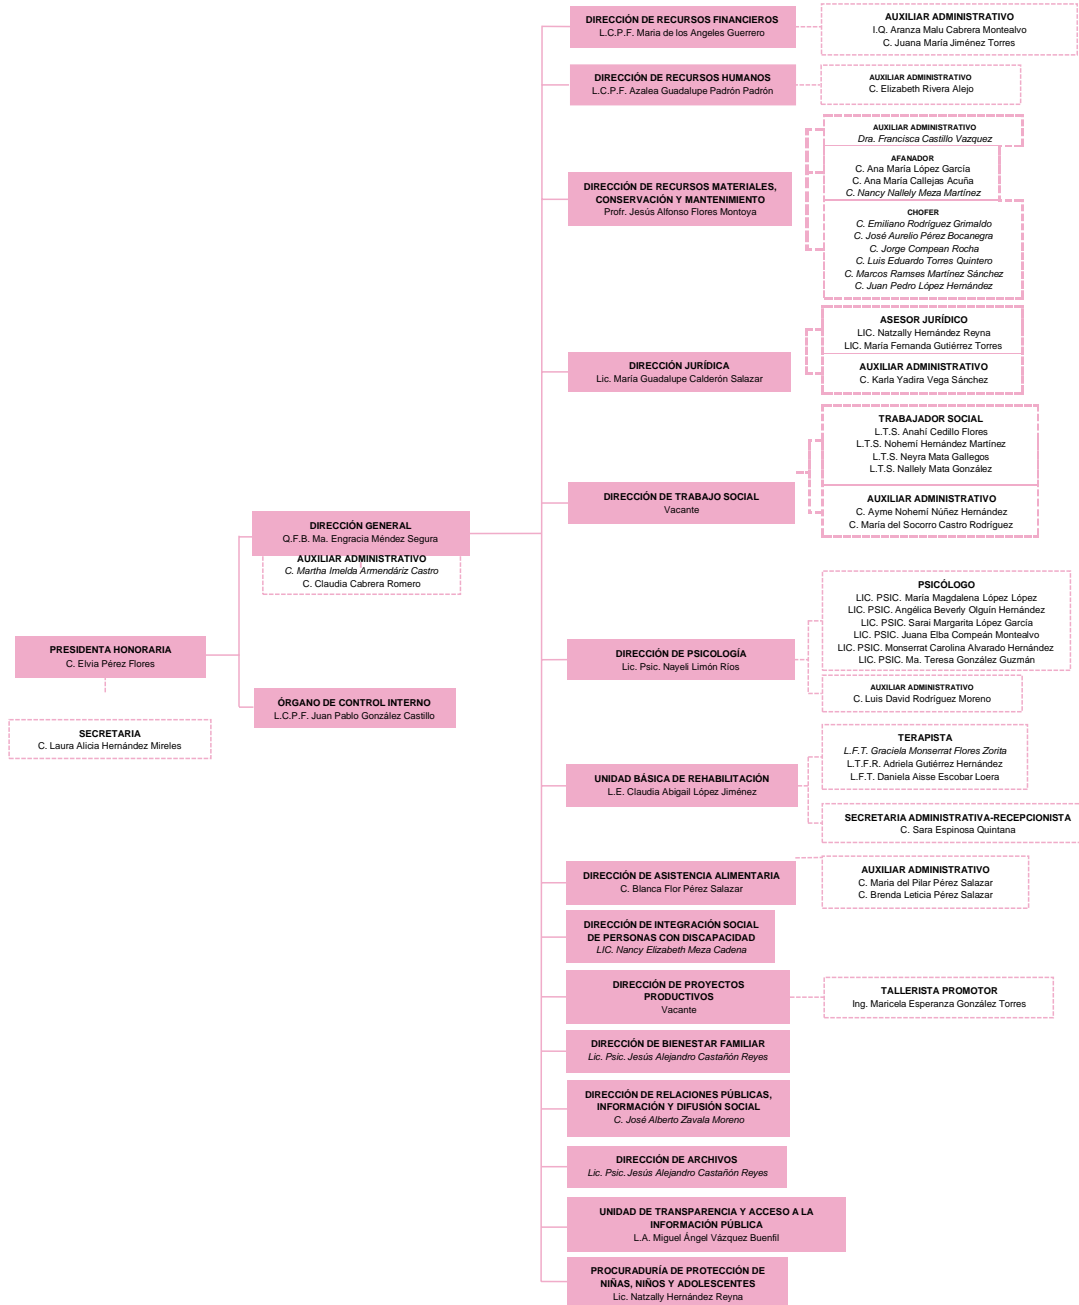 PRESIDENTA HONORARIA
C. Elvia Pérez Flores
SECRETARIA
C. Laura Alicia Hernández Mireles
DIRECCIÓN GENERAL
Q.F.B. Ma. Engracia Méndez Segura
AUXILIAR ADMINISTRATIVO
C. Martha Imelda Armendáriz Castro
C. Claudia Cabrera Romero
ÓRGANO DE CONTROL INTERNO
L.C.P.F. Juan Pablo González Castillo
DIRECCIÓN DE RECURSOS FINANCIEROS
L.C.P.F. Maria de los Angeles Guerrero
AUXILIAR ADMINISTRATIVO
I.Q. Aranza Malu Cabrera Montealvo
C. Juana María Jiménez Torres
DIRECCIÓN DE RECURSOS HUMANOS
L.C.P.F. Azalea Guadalupe Padrón Padrón
AUXILIAR ADMINISTRATIVO
C. Elizabeth Rivera Alejo
DIRECCIÓN DE RECURSOS MATERIALES,
CONSERVACIÓN Y MANTENIMIENTO
Profr. Jesús Alfonso Flores Montoya
AUXILIAR ADMINISTRATIVO
Dra. Francisca Castillo Vazquez
AFANADOR
C. Ana María López García
C. Ana María Callejas Acuña
C. Nancy Nallely Meza Martínez
CHOFER
C. Emiliano Rodríguez Grimaldo
C. José Aurelio Pérez Bocanegra
C. Jorge Compean Rocha
C. Luis Eduardo Torres Quintero
C. Marcos Ramses Martínez Sánchez
C. Juan Pedro López Hernández
DIRECCIÓN JURÍDICA
Lic. María Guadalupe Calderón Salazar
ASESOR JURÍDICO
LIC. Natzally Hernández Reyna
LIC. María Fernanda Gutiérrez Torres
AUXILIAR ADMINISTRATIVO
C. Karla Yadira Vega Sánchez
DIRECCIÓN DE TRABAJO SOCIAL
Vacante
TRABAJADOR SOCIAL
L.T.S. Anahí Cedillo Flores
L.T.S. Nohemí Hernández Martínez
L.T.S. Neyra Mata Gallegos
L.T.S. Nallely Mata González
AUXILIAR ADMINISTRATIVO
C. Ayme Nohemí Núñez Hernández
C. María del Socorro Castro Rodríguez
DIRECCIÓN DE PSICOLOGÍA
Lic. Psic. Nayeli Limón Ríos
PSICÓLOGO
LIC. PSIC. María Magdalena López López
LIC. PSIC. Angélica Beverly Olguín Hernández
LIC. PSIC. Sarai Margarita López García
LIC. PSIC. Juana Elba Compeán Montealvo
LIC. PSIC. Monserrat Carolina Alvarado Hernández
LIC. PSIC. Ma. Teresa González Guzmán
AUXILIAR ADMINISTRATIVO
C. Luis David Rodríguez Moreno
UNIDAD BÁSICA DE REHABILITACIÓN
L.E. Claudia Abigail López Jiménez
TERAPISTA
L.F.T. Graciela Monserrat Flores Zorita
L.T.F.R. Adriela Gutiérrez Hernández
L.F.T. Daniela Aisse Escobar Loera
SECRETARIA ADMINISTRATIVA-RECEPCIONISTA
C. Sara Espinosa Quintana
DIRECCIÓN DE ASISTENCIA ALIMENTARIA
C. Blanca Flor Pérez Salazar
AUXILIAR ADMINISTRATIVO
C. Maria del Pilar Pérez Salazar
C. Brenda Leticia Pérez Salazar
DIRECCIÓN DE INTEGRACIÓN SOCIAL
DE PERSONAS CON DISCAPACIDAD
LIC. Nancy Elizabeth Meza Cadena
DIRECCIÓN DE PROYECTOS
PRODUCTIVOS
Vacante
TALLERISTA PROMOTOR
Ing. Maricela Esperanza González Torres
DIRECCIÓN DE BIENESTAR FAMILIAR
Lic. Psic. Jesús Alejandro Castañón Reyes
DIRECCIÓN DE RELACIONES PÚBLICAS,
INFORMACIÓN Y DIFUSIÓN SOCIAL
C. José Alberto Zavala Moreno
DIRECCIÓN DE ARCHIVOS
Lic. Psic. Jesús Alejandro Castañón Reyes
UNIDAD DE TRANSPARENCIA Y ACCESO A LA
INFORMACIÓN PÚBLICA
L.A. Miguel Ángel Vázquez Buenfil
PROCURADURÍA DE PROTECCIÓN DE
NIÑAS, NIÑOS Y ADOLESCENTES
Lic. Natzally Hernández Reyna